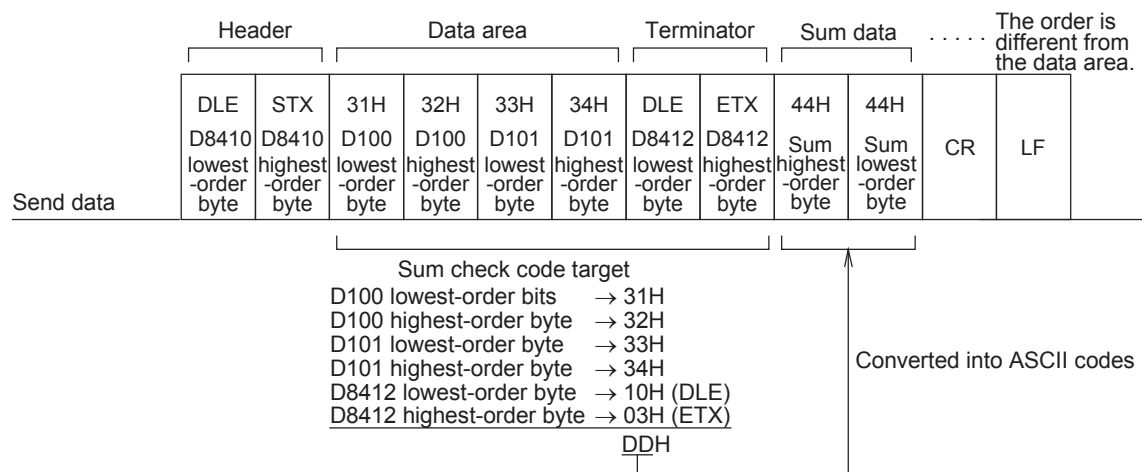 Header Data area Terminator Sum data ..... The order is
different from
the data area.
DLE STX 31H 32H 33H 34H DLE ETX 44H 44H
D8410 D8410 D100 D100 D101 D101 D8412 D8412 Sum Sum CR LF
lowest highest lowest highest lowest highest lowest highest highest lowest
-order -order -order -order -order -order -order -order -order -order
byte byte byte byte byte byte byte byte byte byte
Send data
Sum check code target
D100 lowest-order bits → 31H
D100 highest-order byte → 32H
D101 lowest-order byte → 33H
D101 highest-order byte → 34H
Converted into ASCII codes
D8412 lowest-order byte → 10H (DLE)
D8412 highest-order byte → 03H (ETX)
DDH